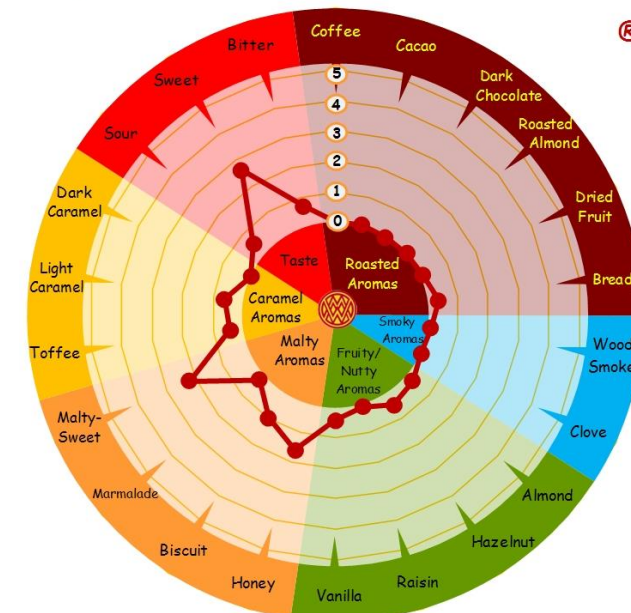 ®
Coffee
Cacao
Dark
Chocolate
Roasted
Almond
Dried
Fruit
Bread
Wood
Smoke
Clove
Almond
Hazelnut
Raisin
Vanilla
Honey
Biscuit
Marmalade
Malty-
Sweet
Toffee
Light
Caramel
Dark
Caramel
Sour
Sweet
Bitter
5
4
3
2
1
0
Taste
Roasted
Aromas
Caramel
Aromas
Smoky
Aromas
Malty
Aromas
Fruity/
Nutty
Aromas